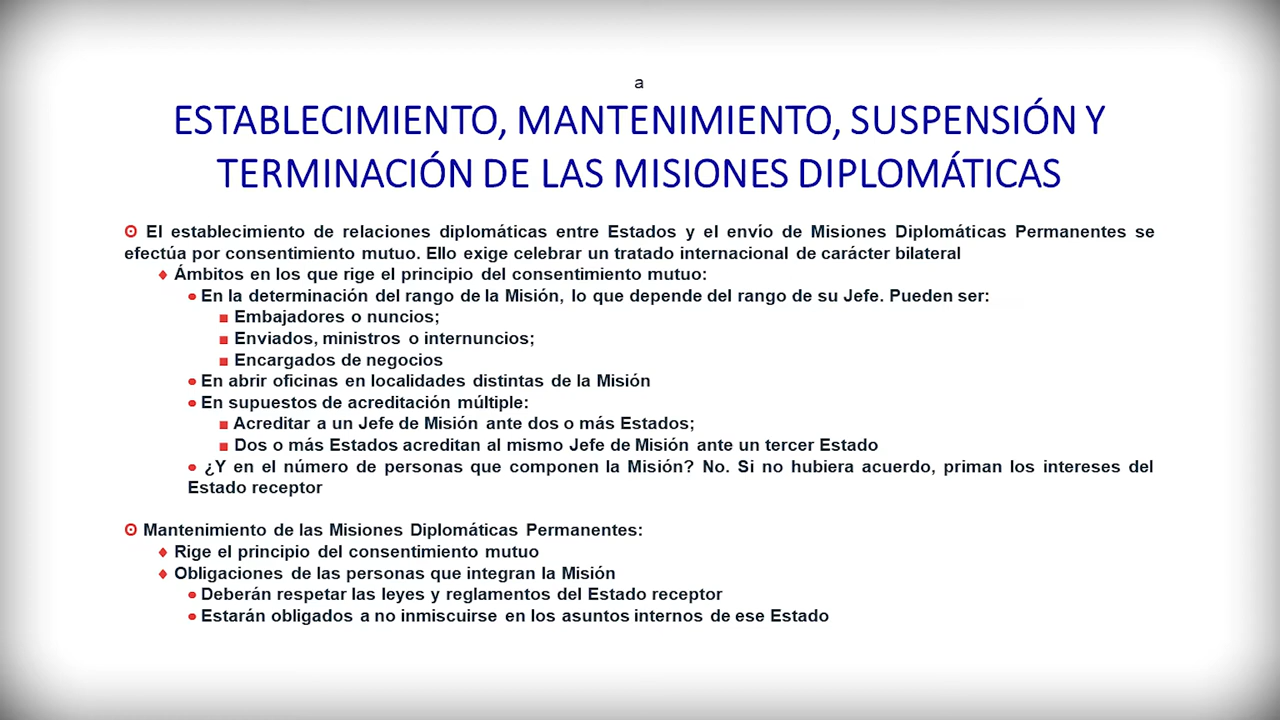 a
ESTABLECIMIENTO, MANTENIMIENTO, SUSPENSIÓN Y
TERMINACIÓN DE LAS MISIONES DIPLOMÁTICAS
El establecimiento de relaciones diplomáticas entre Estados y el envío de Misiones Diplomáticas Permanentes se
efectúa por consentimiento mutuo. Ello exige celebrar un tratado internacional de carácter bilateral
Ámbitos en los que rige el principio del consentimiento mutuo:
En la determinación del rango de la Misión, lo que depende del rango de su Jefe. Pueden ser:
Embajadores o nuncios;
Enviados, ministros o internuncios;
Encargados de negocios
En abrir oficinas en localidades distintas de la Misión
En supuestos de acreditación múltiple:
Acreditar a un Jefe de Misión ante dos o más Estados;
Dos o más Estados acreditan al mismo Jefe de Misión ante un tercer Estado
¿Y en el número de personas que componen la Misión? No. Si no hubiera acuerdo, priman los intereses del
Estado receptor
Mantenimiento de las Misiones Diplomáticas Permanentes:
Rige el principio del consentimiento mutuo
Obligaciones de las personas que integran la Misión
Deberán respetar las leyes y reglamentos del Estado receptor
Estarán obligados a no inmiscuirse en los asuntos internos de ese Estado